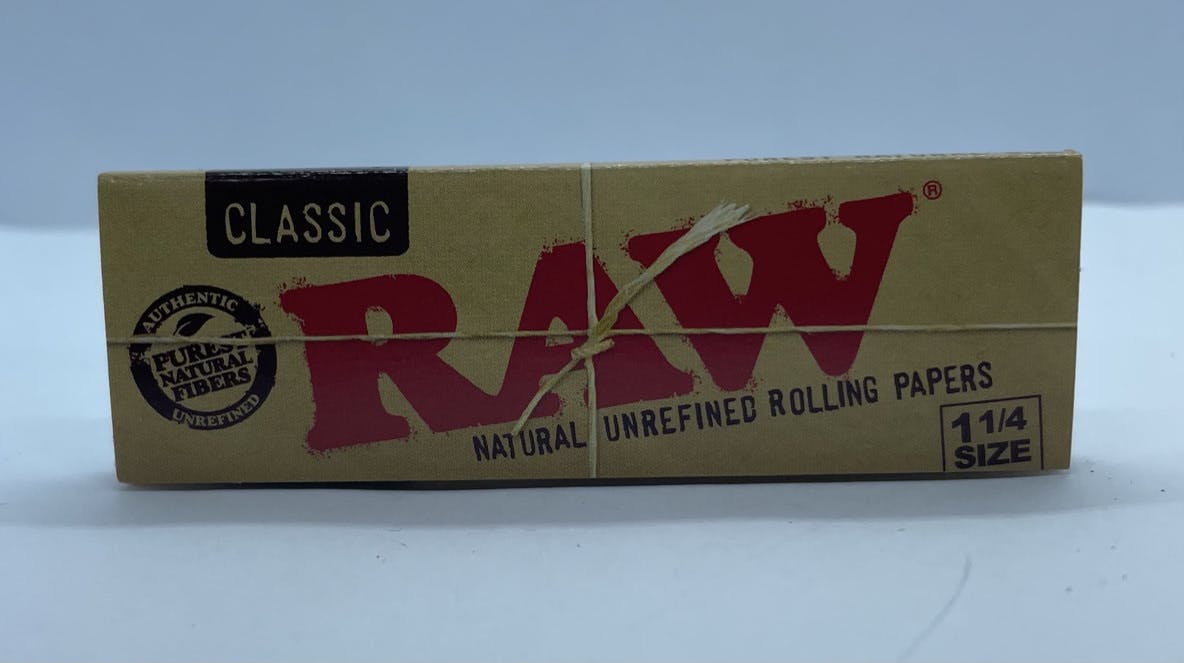 CLASSIC
RAW®
AUTHENTIC
PUREST
NATURAL
FIBERS
UNREFINED
NATURAL UNREFINED ROLLING PAPERS
1 1/4
SIZE